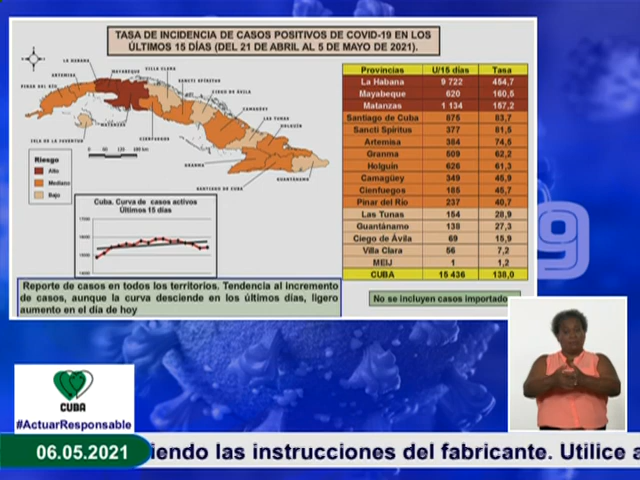 TASA DE INCIDENCIA DE CASOS POSITIVOS DE COVID-19 EN LOS
ÚLTIMOS 15 DÍAS (DEL 21 DE ABRIL AL 5 DE MAYO DE 2021).
LA HABANA
MAYABEQUE
VILLA CLARA
ARTEMISA
SANCTI SPIRITUS
PINAR DEL RÍO
CIEGO DE ÁVILA
CAMAGÜEY
LAS TUNAS
HOLGUIN
MATANZAS
CIENFUEGOS
ISLA DE LA JUVENTUD
GRANMA
SANTIAGO DE CUBA
GUANTÁNAMO
Riesgo
Alto
Mediano
Bajo
Provincias U/15 días Tasa
La Habana 9 722 454,7
Mayabeque 620 160,5
Matanzas 1 134 157,2
Santiago de Cuba 875 83,7
Sancti Spíritus 377 81,5
Artemisa 384 74,5
Granma 509 62,2
Holguín 626 61,3
Camagüey 349 45,9
Cienfuegos 185 45,7
Pinar del Río 237 40,7
Las Tunas 154 28,9
Guantánamo 138 27,3
Ciego de Ávila 69 15,9
Villa Clara 56 7,2
MEIJ 1 1,2
CUBA 15 436 138,0
Cuba. Curva de casos activos
Últimos 15 días
Reporte de casos en todos los territorios. Tendencia al incremento
de casos, aunque la curva desciende en los últimos días, ligero
aumento en el día de hoy
No se incluyen casos importado
9
CUBA
#ActuarResponsable
06.05.2021
iendo las instrucciones del fabricante. Utilice a